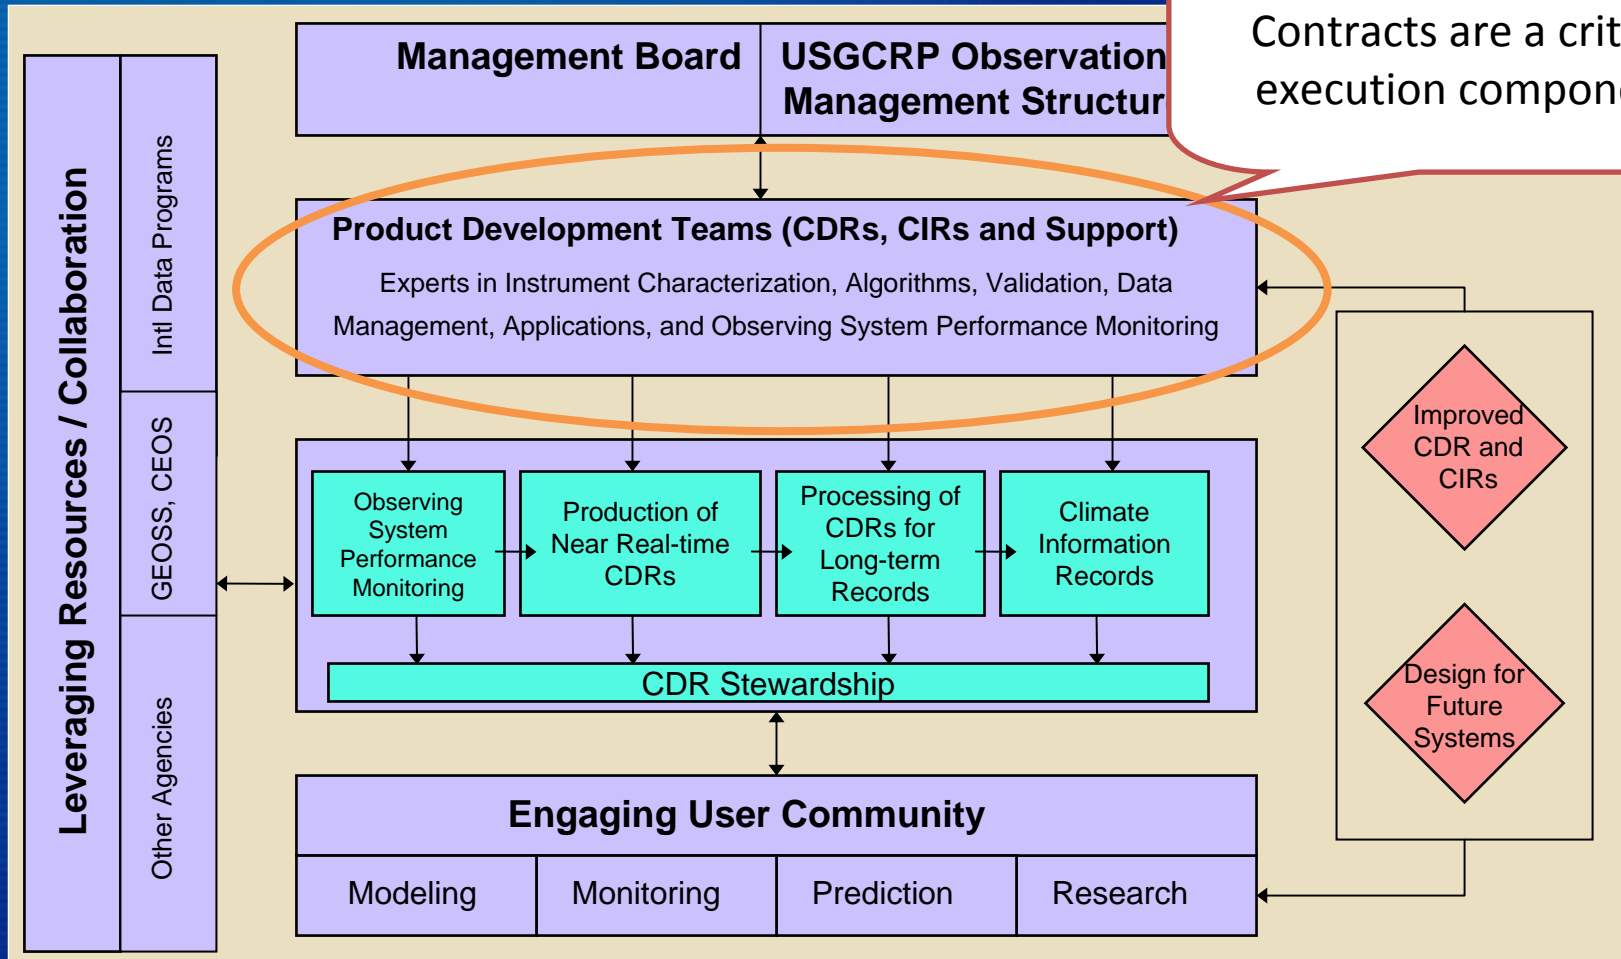 Contracts are a
execution
Management Board
USGCRP Observation
Management
Leveraging Resources / Collaboration
Intl Data Programs
GEOSS, CEOS
Other Agencies
Product Development Teams (CDRs, CIRs and Support)
Experts in Instrument Characterization, Algorithms, Validation, Data
Management, Applications, and Observing System Performance Monitoring
Observing
System
Performance
Monitoring
Production of
Near Real-time
CDRs
Processing of
CDRs for
Long-term
Records
Climate
Information
Records
CDR Stewardship
Improved
CDR and
CIRs
Design for
Future
Systems
Engaging User Community
Modeling
Monitoring
Prediction
Research